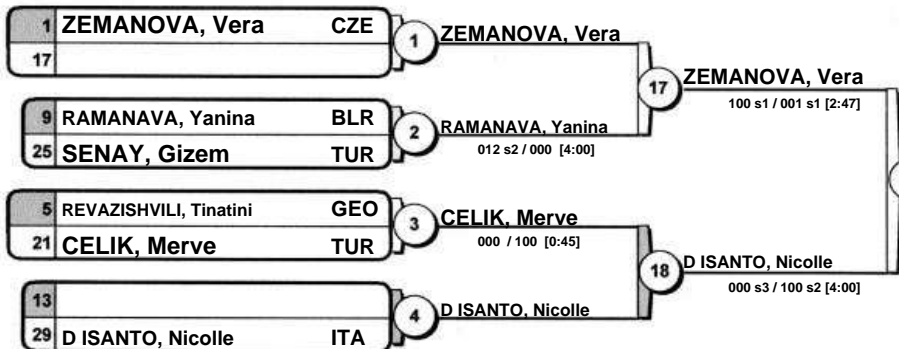 1 ZEMANOVA, Vera CZE
17
1 ZEMANOVA, Vera
9 RAMANAVA, Yanina BLR
25 SENAY, Gizem TUR
2 RAMANAVA, Yanina
012 s2 / 000 [4:00]
17 ZEMANOVA, Vera
100 s1 / 001 s1 [2:47]
5 REVAZISHVILI, Tinatini GEO
21 CELIK, Merve TUR
3 CELIK, Merve
000 / 100 [0:45]
13
29 D ISANTO, Nicolle ITA
4 D ISANTO, Nicolle
18 D ISANTO, Nicolle
000 s3 / 100 s2 [4:00]